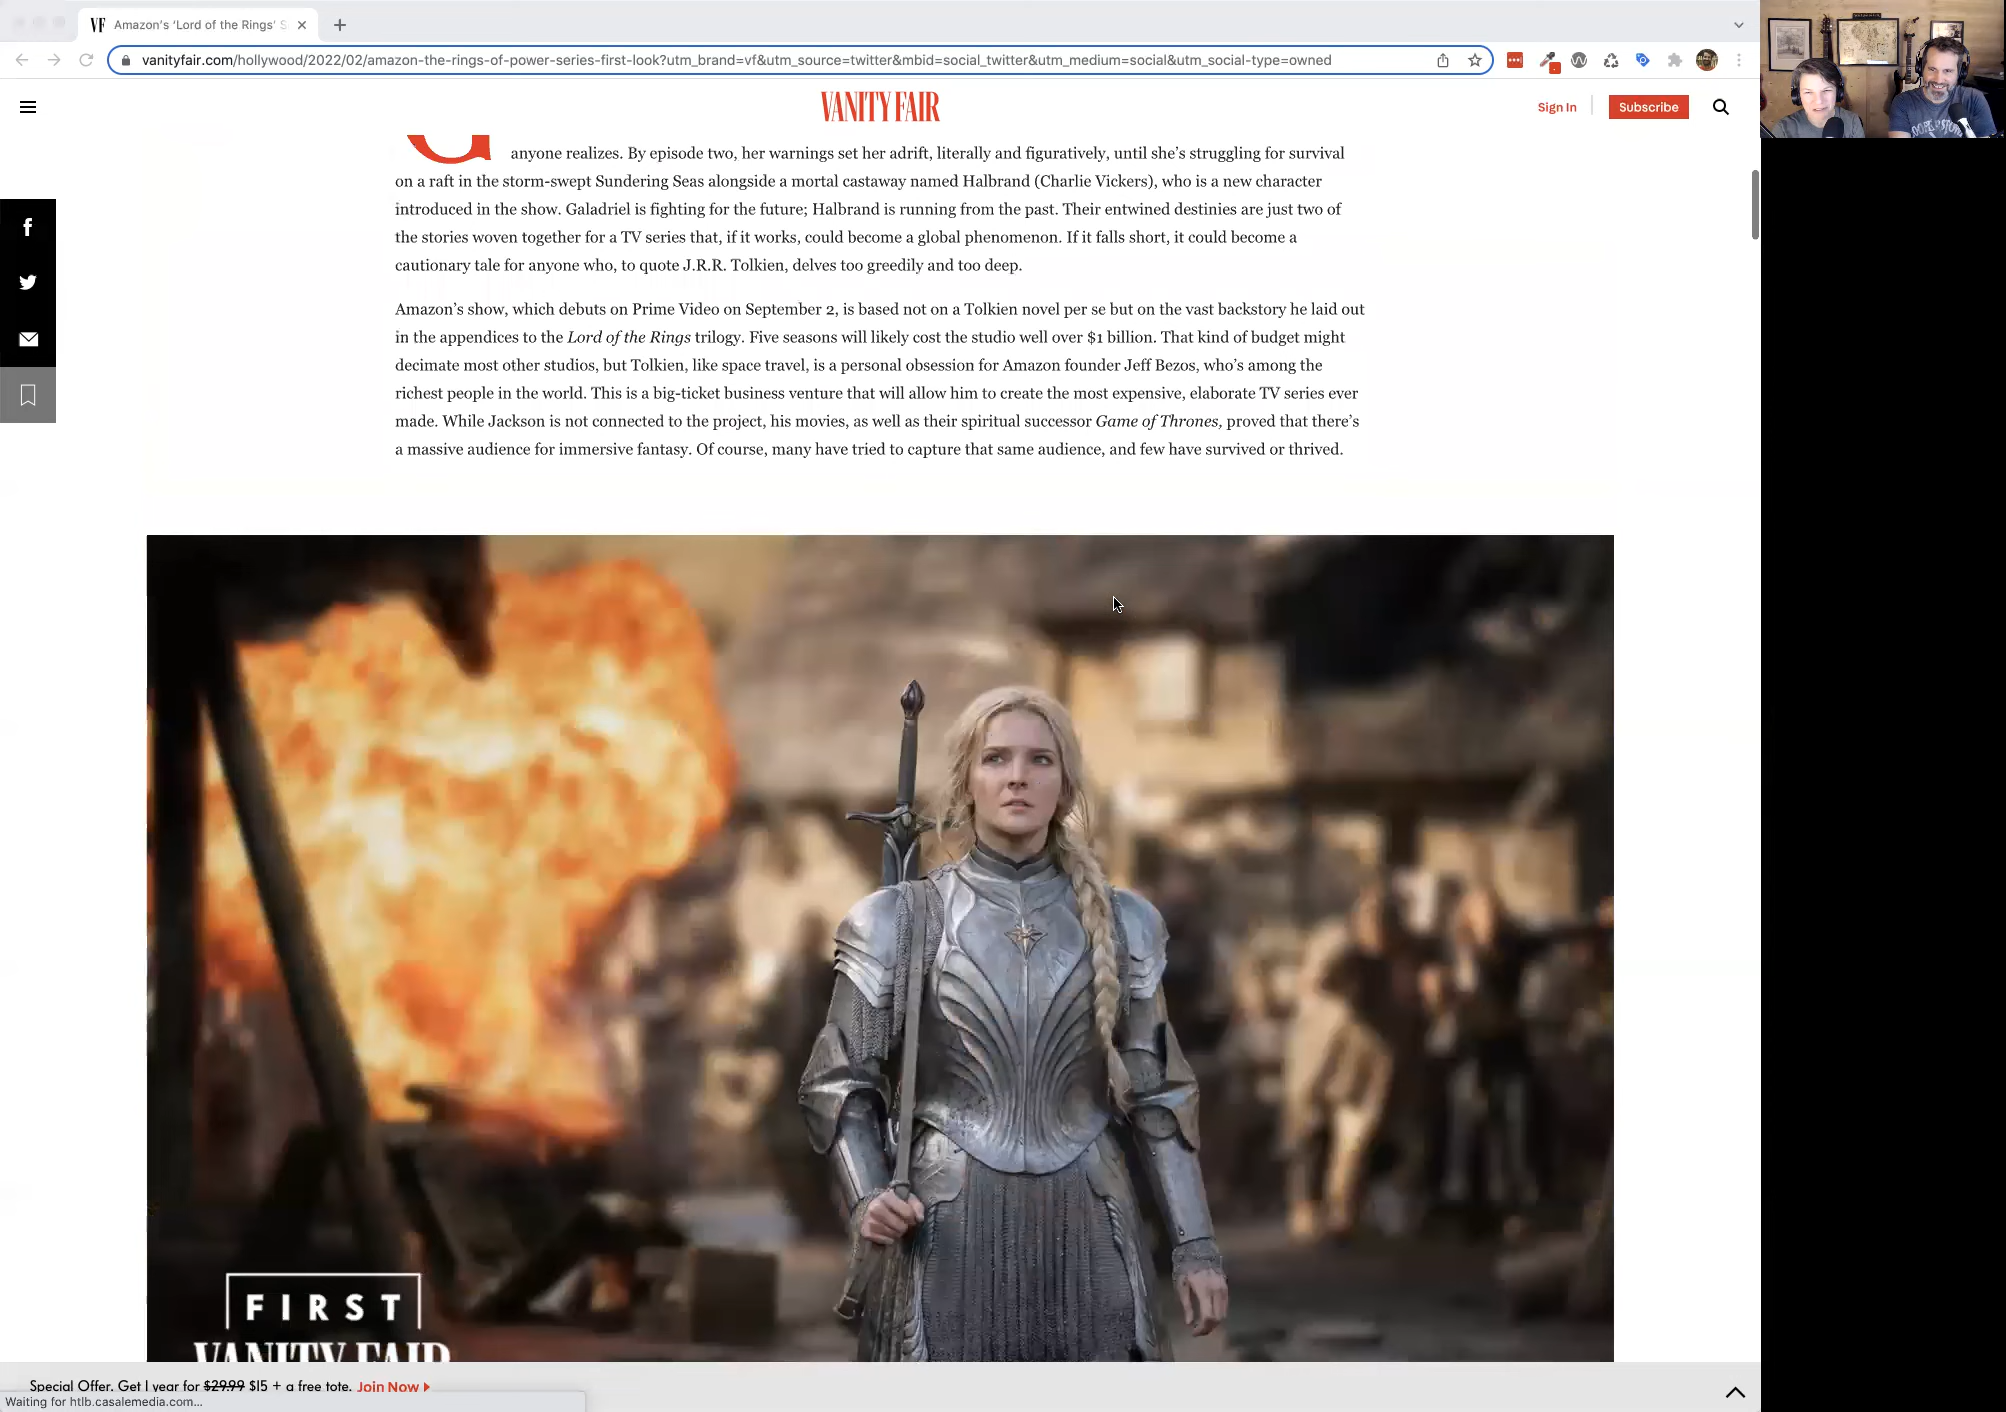 VF Amazon's 'Lord of the Rings' S
vanityfair.com/hollywood/2022/02/amazon-the-rings-of-power-series-first-look?utm_brand=vf&utm_source=twitter&mbid=social_twitter&utm_medium=social&utm_social-type=owned
VANITY FAIR
Sign In
Subscribe
anyone realizes. By episode two, her warnings set her adrift, literally and figuratively, until she's struggling for survival
on a raft in the storm-swept Sundering Seas alongside a mortal castaway named Halbrand (Charlie Vickers), who is a new character
introduced in the show. Galadriel is fighting for the future; Halbrand is running from the past. Their entwined destinies are just two of
the stories woven together for a TV series that, if it works, could become a global phenomenon. If it falls short, it could become a
cautionary tale for anyone who, to quote J.R.R. Tolkien, delves too greedily and too deep.
Amazon's show, which debuts on Prime Video on September 2, is based not on a Tolkien novel per se but on the vast backstory he laid out
in the appendices to the Lord of the Rings trilogy. Five seasons will likely cost the studio well over $1 billion. That kind of budget might
decimate most other studios, but Tolkien, like space travel, is a personal obsession for Amazon founder Jeff Bezos, who's among the
richest people in the world. This is a big-ticket business venture that will allow him to create the most expensive, elaborate TV series ever
made. While Jackson is not connected to the project, his movies, as well as their spiritual successor Game of Thrones, proved that there's
a massive audience for immersive fantasy. Of course, many have tried to capture that same audience, and few have survived or thrived.
FIRST
VANITY FAIR
Special Offer. Get 1 year for $29.99 $15 + a free tote. Join Now
Waiting for htlb.casalemedia.com...